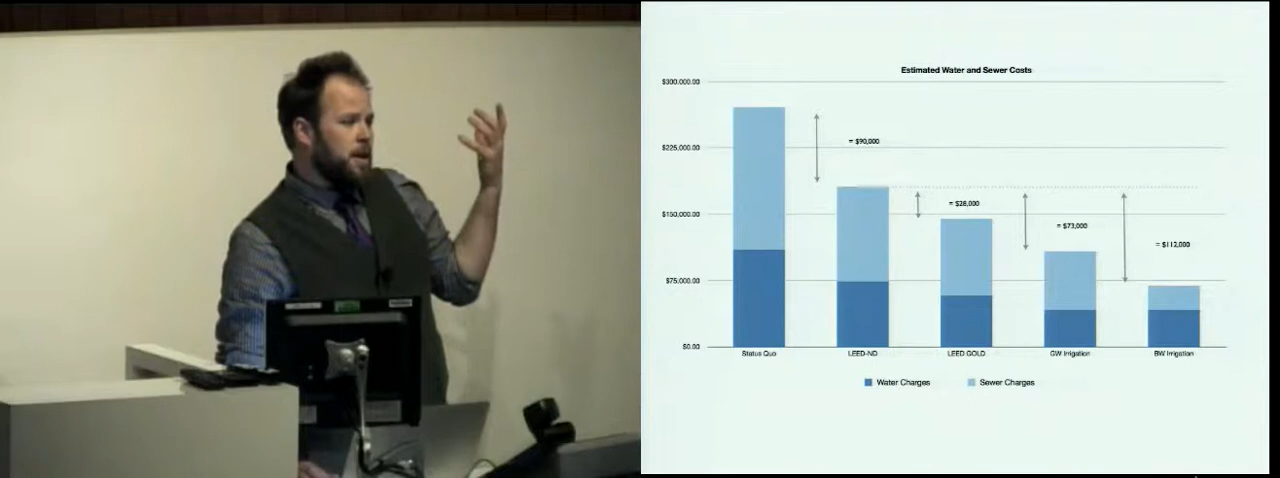 Estimated Water and Sewer Costs
$300,000.00
$225,000.00
$150,000.00
$75,000.00
$0.00
= $90,000
= $28,000
= $73,000
= $112,000
Status Quo
LEED-ND
LEED GOLD
GW Irrigation
BW Irrigation
Water Charges
Sewer Charges